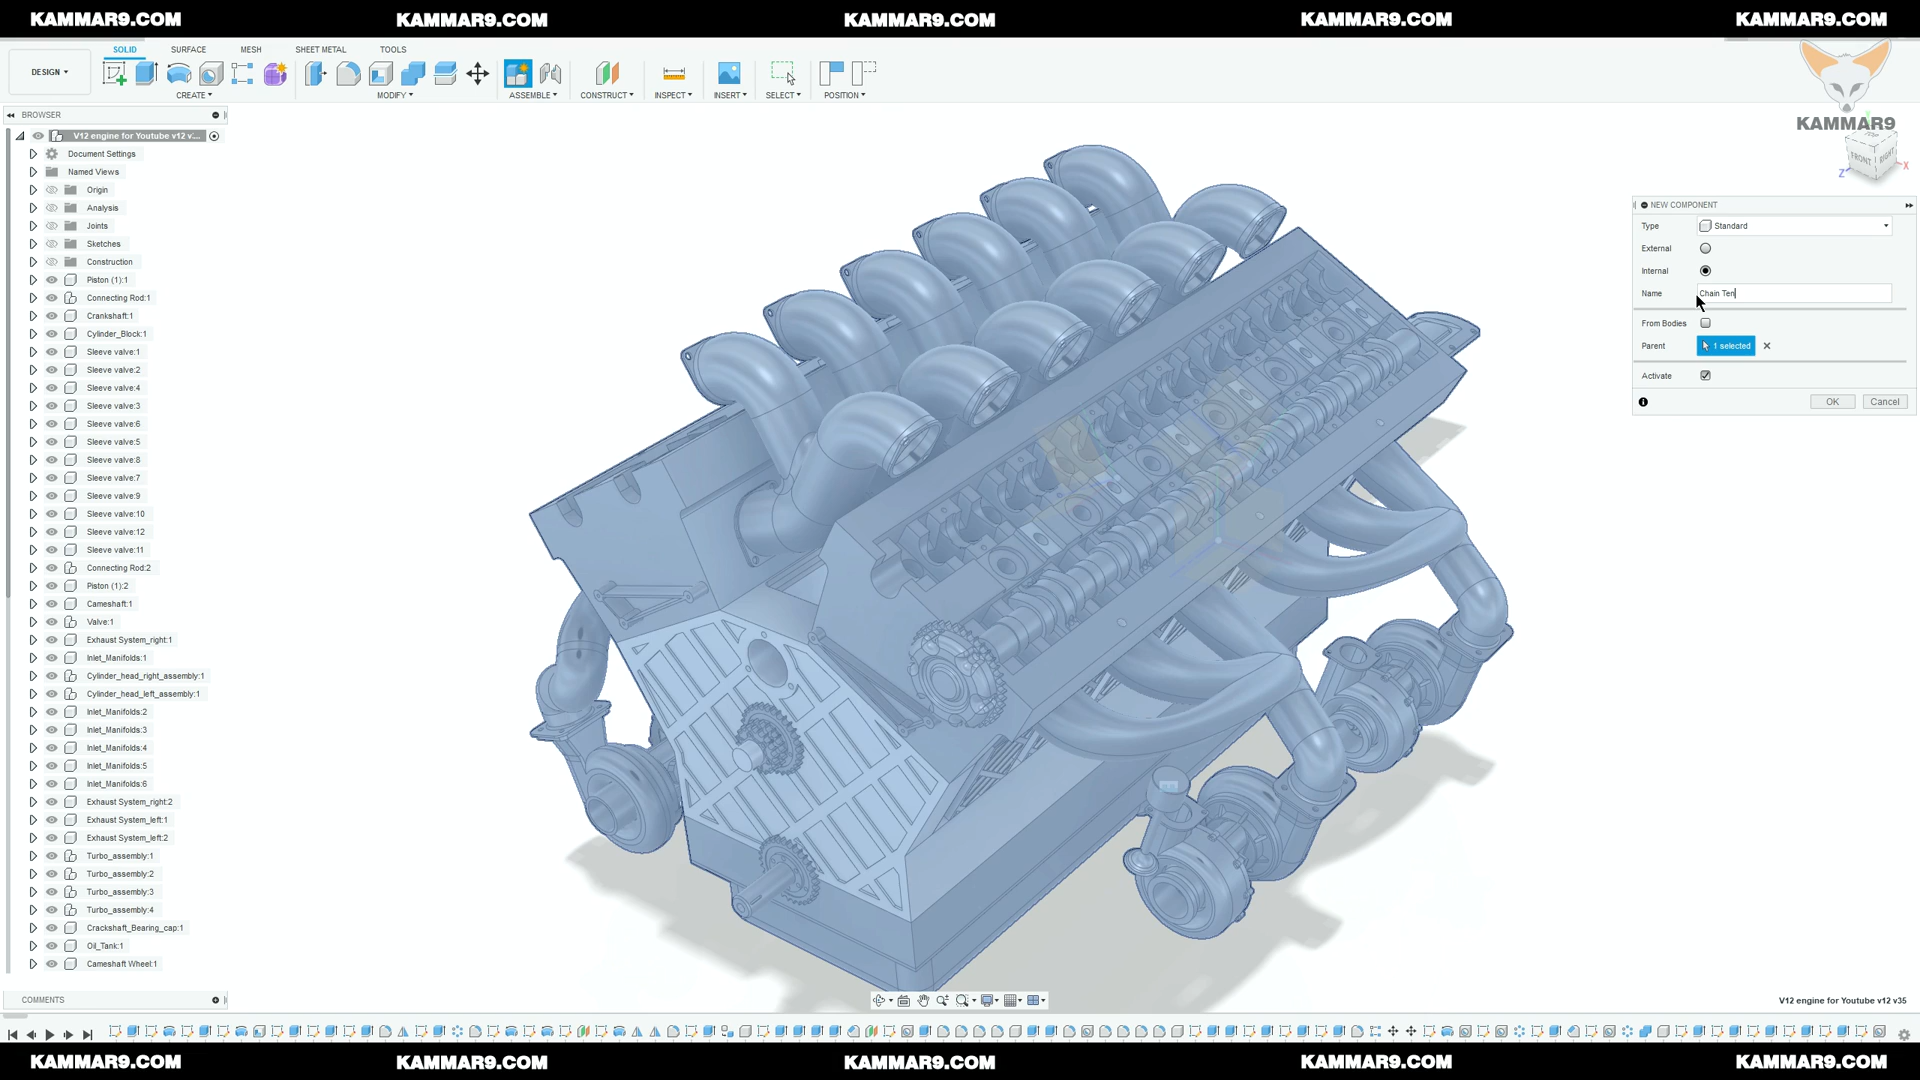 KAMMAR9.COM KAMMAR9.COM KAMMAR9.COM KAMMAR9.COM KAMMAR9.COM
SOLID SURFACE MESH SHEET METAL TOOLS
DESIGN
CREATE MODIFY ASSEMBLE CONSTRUCT INSPECT INSERT SELECT POSITION
KAMMAR9
TOP
FRONT RIGHT
X
Z
BROWSER
V12 engine for Youtube v12 v...
Document Settings
Named Views
Origin
Analysis
Joints
Sketches
Construction
Piston (1):1
Connecting Rod:1
Crankshaft:1
Cylinder_Block:1
Sleeve valve:1
Sleeve valve:2
Sleeve valve:4
Sleeve valve:3
Sleeve valve:6
Sleeve valve:5
Sleeve valve:8
Sleeve valve:7
Sleeve valve:9
Sleeve valve:10
Sleeve valve:12
Sleeve valve:11
Connecting Rod:2
Piston (1):2
Cameshaft:1
Valve:1
Exhaust System_right:1
Inlet_Manifolds:1
Cylinder_head_right_assembly:1
Cylinder_head_left_assembly:1
Inlet_Manifolds:2
Inlet_Manifolds:3
Inlet_Manifolds:4
Inlet_Manifolds:5
Inlet_Manifolds:6
Exhaust System_right:2
Exhaust System_left:1
Exhaust System_left:2
Turbo_assembly:1
Turbo_assembly:2
Turbo_assembly:3
Turbo_assembly:4
Crackshaft_Bearing_cap:1
Oil_Tank:1
Cameshaft Wheel:1
NEW COMPONENT
Type Standard
External
Internal
Name Chain Ten
From Bodies
Parent 1 selected
Activate
OK Cancel
COMMENTS
V12 engine for Youtube v12 v35
KAMMAR9.COM KAMMAR9.COM KAMMAR9.COM KAMMAR9.COM KAMMAR9.COM